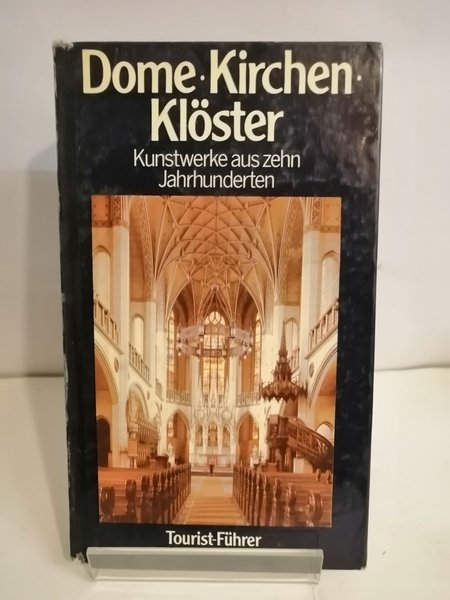 Dome · Kirchen ·
Klöster
Kunstwerke aus zehn
Jahrhunderten
Tourist-Führer